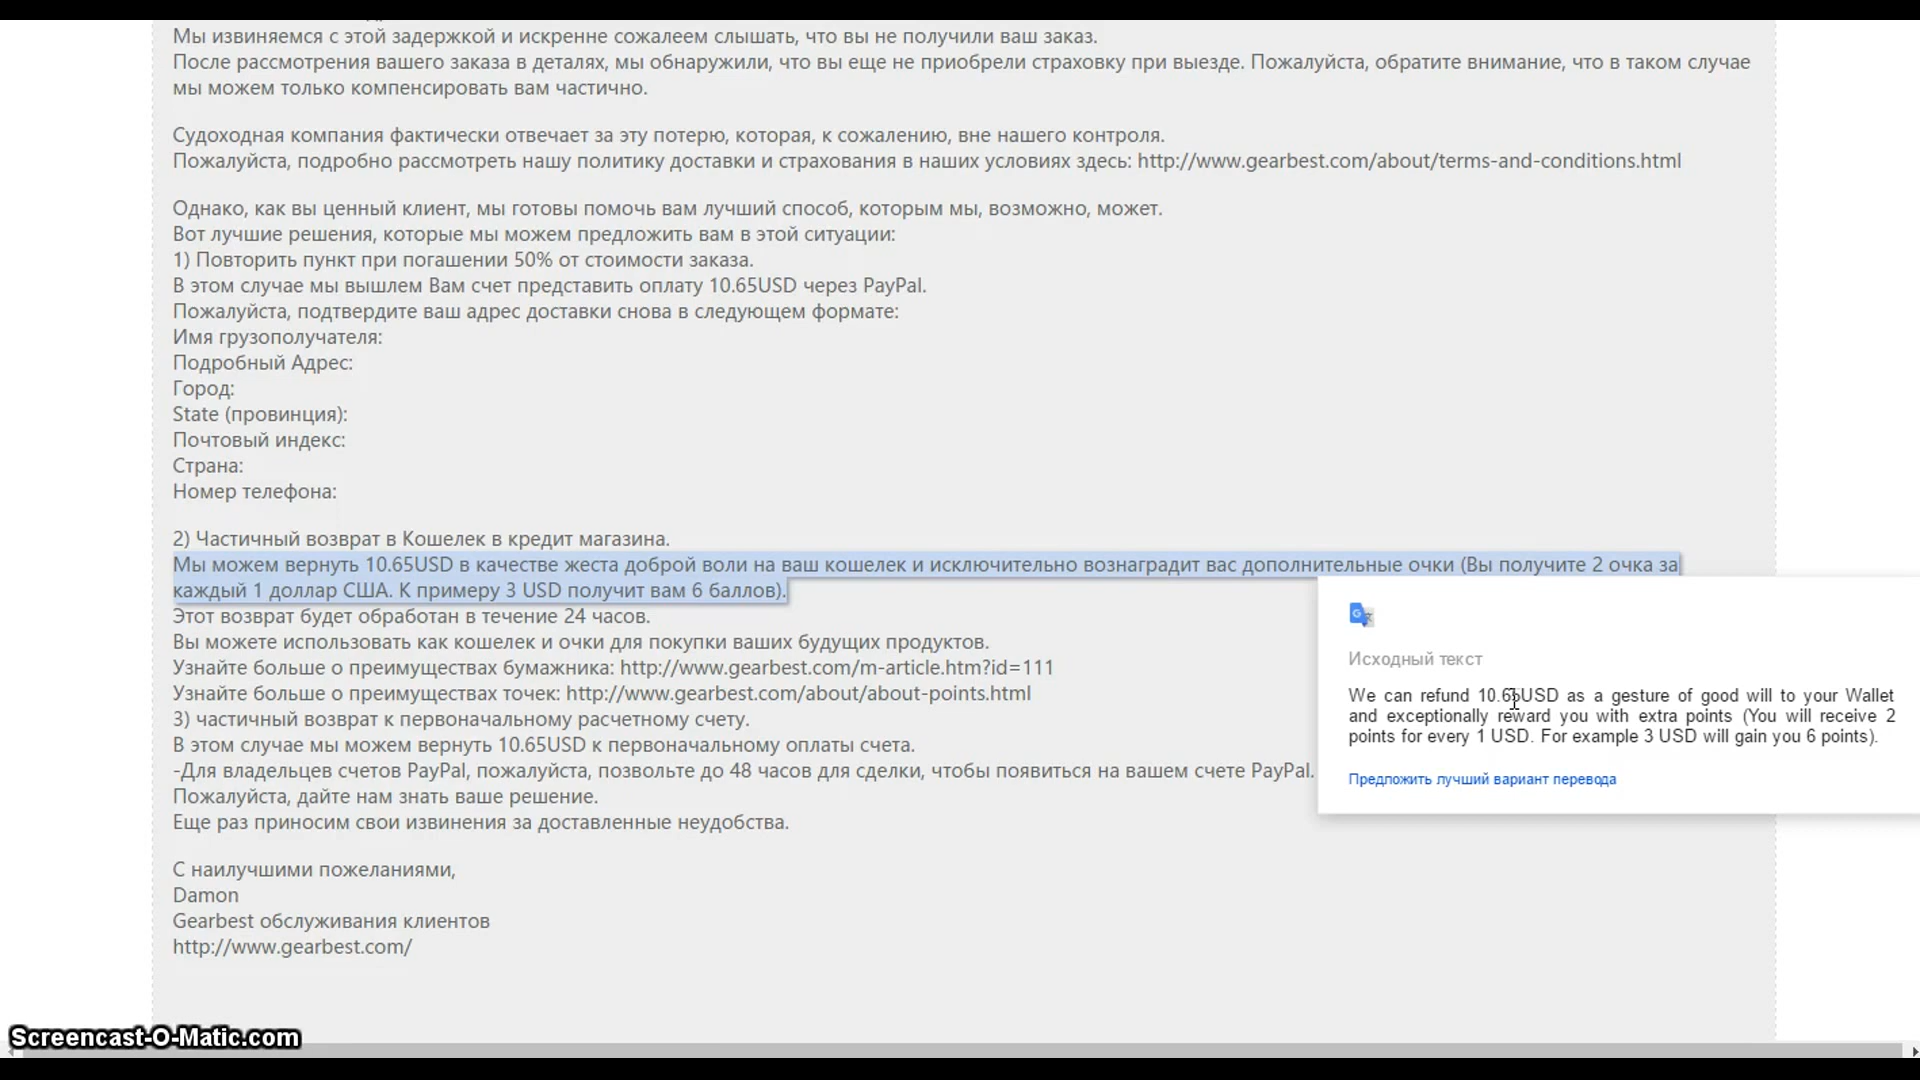 Мы извиняемся с этой задержкой и искренне сожалеем слышать, что вы не получили ваш заказ.
После рассмотрения вашего заказа в деталях, мы обнаружили, что вы еще не приобрели страховку при выезде. Пожалуйста, обратите внимание, что в таком случае
мы можем только компенсировать вам частично.
Судоходная компания фактически отвечает за эту потерю, которая, к сожалению, вне нашего контроля.
Пожалуйста, подробно рассмотреть нашу политику доставки и страхования в наших условиях здесь: http://www.gearbest.com/about/terms-and-conditions.html
Однако, как вы ценный клиент, мы готовы помочь вам лучший способ, которым мы, возможно, может.
Вот лучшие решения, которые мы можем предложить вам в этой ситуации:
1) Повторить пункт при погашении 50% от стоимости заказа.
В этом случае мы вышлем Вам счет представить оплату 10.65USD через PayPal.
Пожалуйста, подтвердите ваш адрес доставки снова в следующем формате:
Имя грузополучателя:
Подробный Адрес:
Город:
State (провинция):
Почтовый индекс:
Страна:
Номер телефона:
2) Частичный возврат в Кошелек в кредит магазина.
Мы можем вернуть 10.65USD в качестве жеста доброй воли на ваш кошелек и исключительно вознаградит вас дополнительные очки (Вы получите 2 очка за
каждый 1 доллар США. К примеру 3 USD получит вам 6 баллов).
Этот возврат будет обработан в течение 24 часов.
Вы можете использовать как кошелек и очки для покупки ваших будущих продуктов.
Узнайте больше о преимуществах бумажника: http://www.gearbest.com/m-article.htm?id=111
Узнайте больше о преимуществах точек: http://www.gearbest.com/about/about-points.html
3) частичный возврат к первоначальному расчетному счету.
В этом случае мы можем вернуть 10.65USD к первоначальному оплаты счета.
-Для владельцев счетов PayPal, пожалуйста, позвольте до 48 часов для сделки, чтобы появиться на вашем счете PayPal.
Пожалуйста, дайте нам знать ваше решение.
Еще раз приносим свои извинения за доставленные неудобства.
С наилучшими пожеланиями,
Damon
Gearbest обслуживания клиентов
http://www.gearbest.com/
Исходный текст
We can refund 10.65USD as a gesture of good will to your Wallet
and exceptionally reward you with extra points (You will receive 2
points for every 1 USD. For example 3 USD will gain you 6 points).
Предложить лучший вариант перевода
Screencast-O-Matic.com